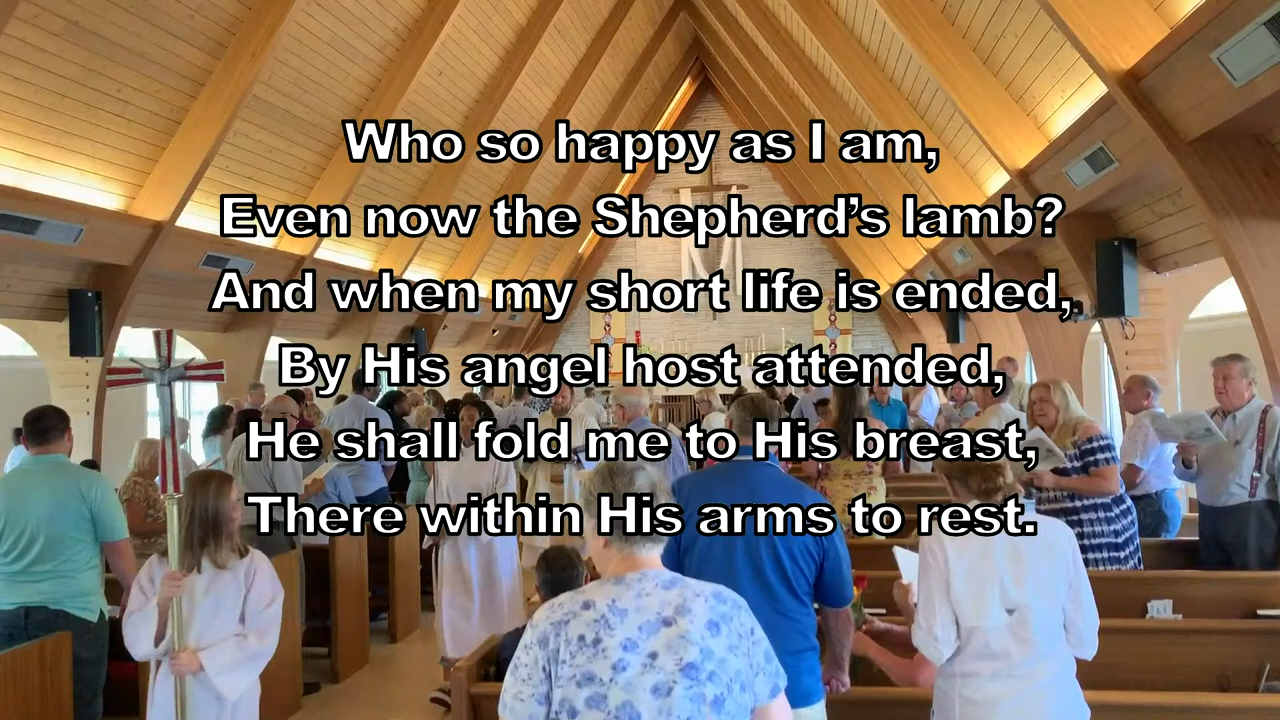 Who so happy as I am,
Even now the Shepherd’s lamb?
And when my short life is ended,
By His angel host attended,
He shall fold me to His breast,
There within His arms to rest.